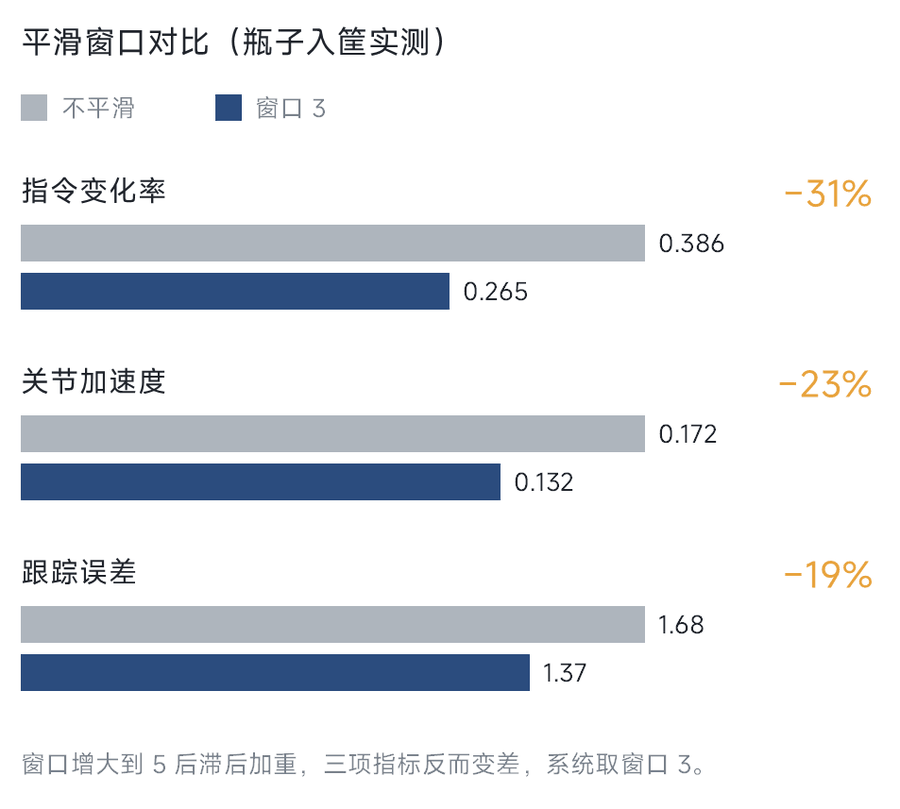 平滑窗口对比（瓶子入筐实测）
不平滑 窗口 3
指令变化率 −31%
0.386
0.265
关节加速度 −23%
0.172
0.132
跟踪误差 −19%
1.68
1.37
窗口增大到 5 后滞后加重，三项指标反而变差，系统取窗口 3。